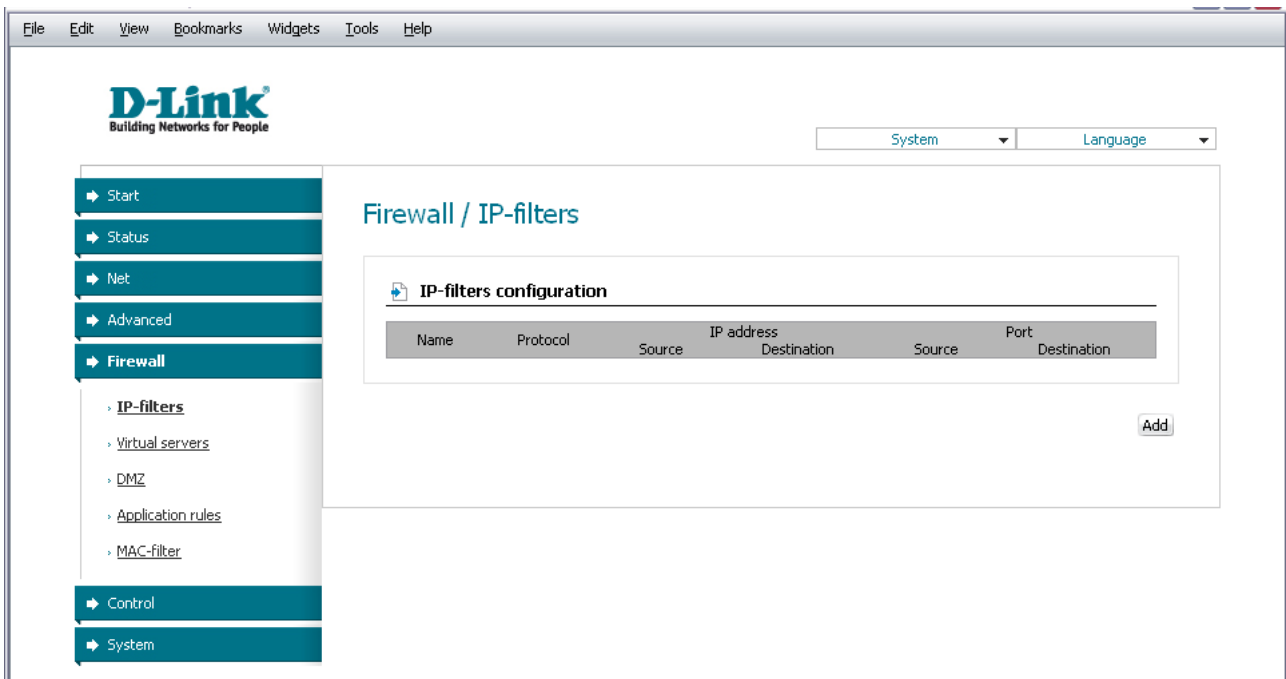 File Edit View Bookmarks Widgets Tools Help
D-Link
Building Networks for People
System Language
Start
Status
Net
Advanced
Firewall
IP-filters
Virtual servers
DMZ
Application rules
MAC-filter
Control
System
Firewall / IP-filters
IP-filters configuration
Name Protocol IP address Port
Source Destination Source Destination
Add